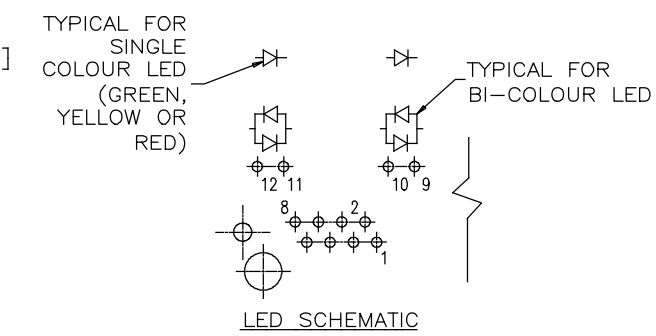 TYPICAL FOR
SINGLE
COLOUR LED
(GREEN,
YELLOW OR
RED)
]
TYPICAL FOR
BI-COLOUR LED
12 11
10 9
8
2
1
LED SCHEMATIC